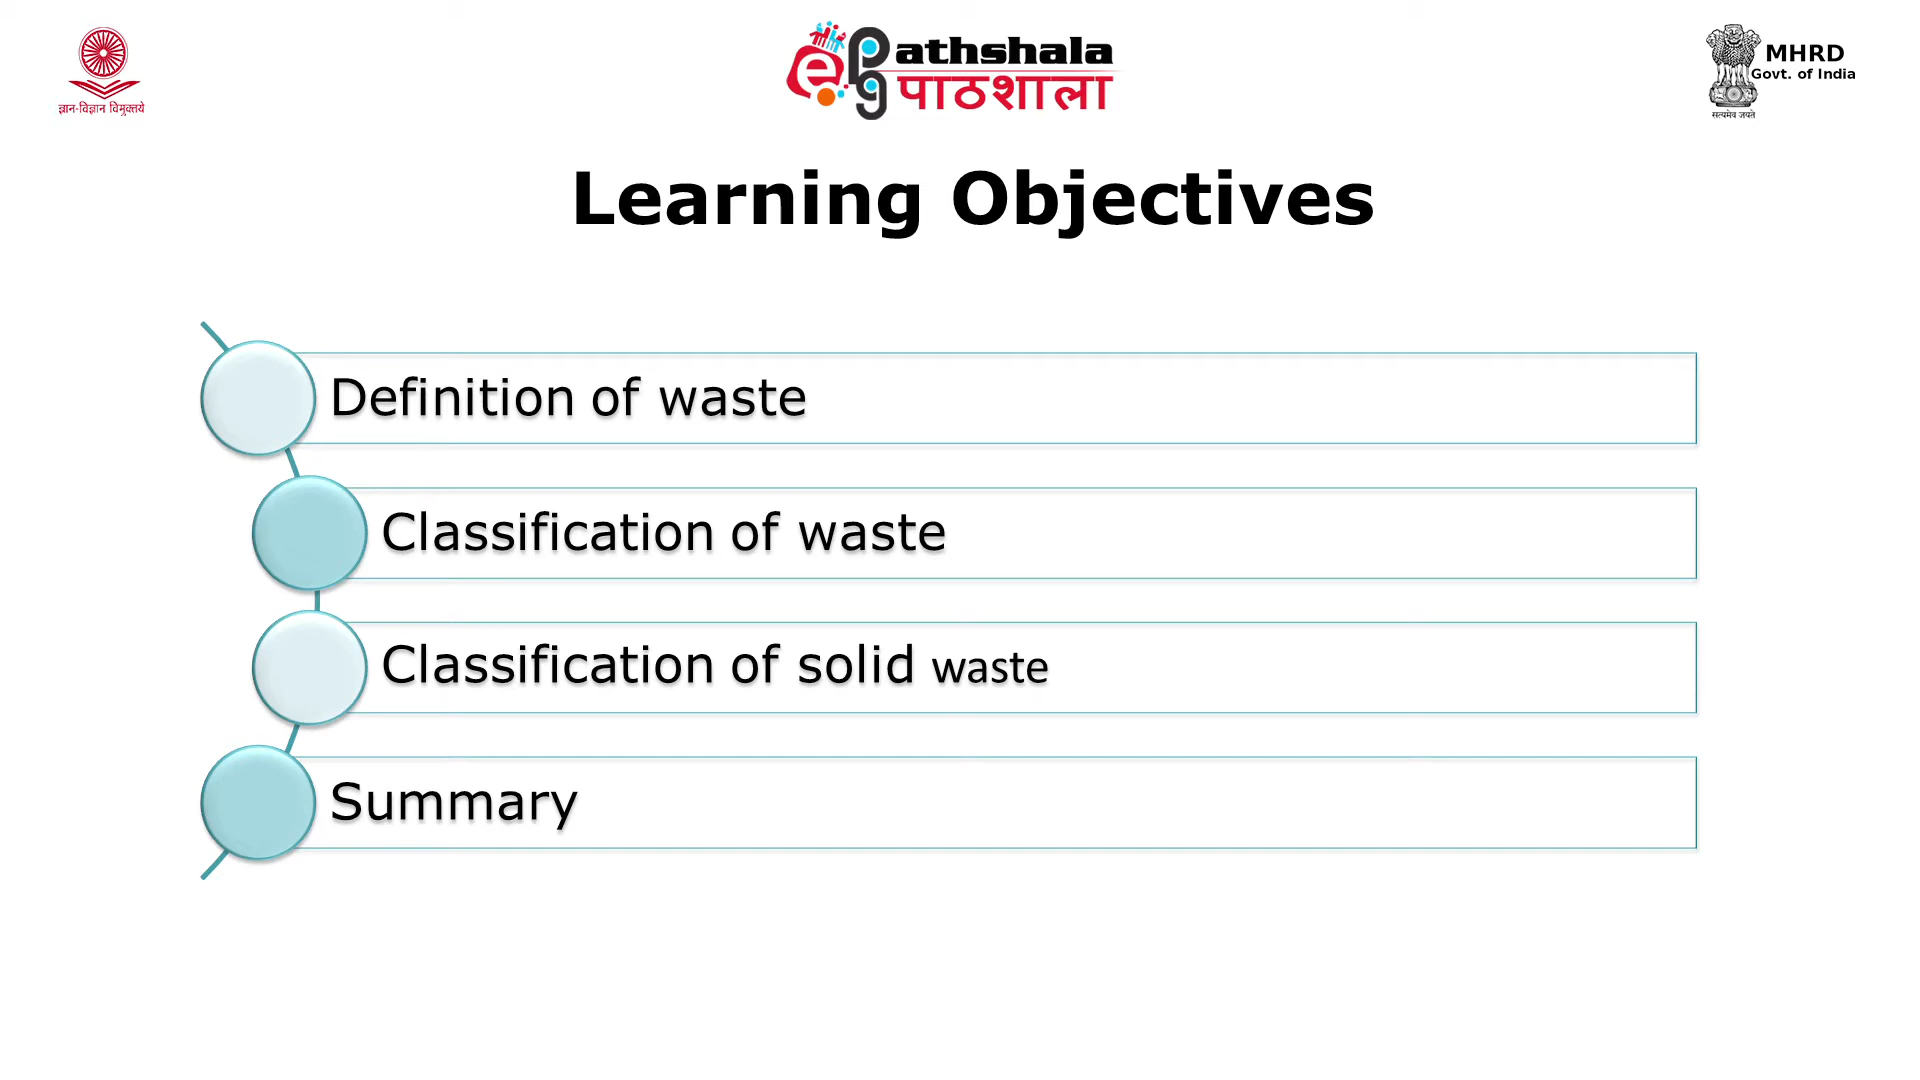 ज्ञान-विज्ञान विमुक्तये
e
pg
athshala
पाठशाला
MHRD
Govt. of India
सत्यमेव जयते
Learning Objectives
Definition of waste
Classification of waste
Classification of solid waste
Summary